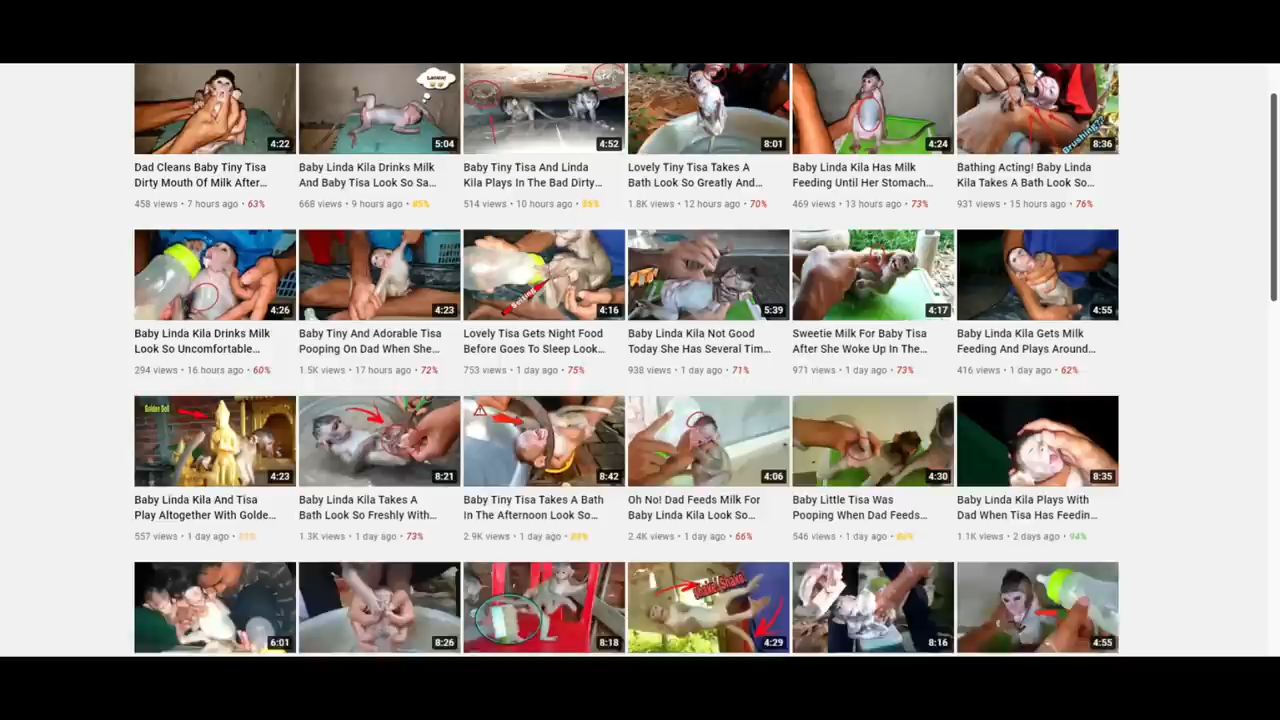 Lanna!
4:22
5:04
4:52
8:01
4:24
Brushing??
8:36
Dad Cleans Baby Tiny Tisa
Dirty Mouth Of Milk After...
Baby Linda Kila Drinks Milk
And Baby Tisa Look So Sa...
Baby Tiny Tisa And Linda
Kila Plays In The Bad Dirty...
Lovely Tiny Tisa Takes A
Bath Look So Greatly And...
Baby Linda Kila Has Milk
Feeding Until Her Stomach...
Bathing Acting! Baby Linda
Kila Takes A Bath Look So...
458 views • 7 hours ago • 63%
668 views • 9 hours ago • 85%
514 views • 10 hours ago • 86%
1.8K views • 12 hours ago • 70%
469 views • 13 hours ago • 73%
931 views • 15 hours ago • 76%
4:26
4:23
4:16
5:39
4:17
4:55
Baby Linda Kila Drinks Milk
Look So Uncomfortable...
Baby Tiny And Adorable Tisa
Pooping On Dad When She...
Lovely Tisa Gets Night Food
Before Goes To Sleep Look...
Baby Linda Kila Not Good
Today She Has Several Tim...
Sweetie Milk For Baby Tisa
After She Woke Up In The...
Baby Linda Kila Gets Milk
Feeding And Plays Around...
294 views • 16 hours ago • 60%
1.5K views • 17 hours ago • 72%
753 views • 1 day ago • 75%
938 views • 1 day ago • 71%
971 views • 1 day ago • 73%
416 views • 1 day ago • 62%
4:23
8:21
8:42
4:06
4:30
8:35
Baby Linda Kila And Tisa
Play Altogether With Golde...
Baby Linda Kila Takes A
Bath Look So Freshly With...
Baby Tiny Tisa Takes A Bath
In The Afternoon Look So...
Oh No! Dad Feeds Milk For
Baby Linda Kila Look So...
Baby Little Tisa Was
Pooping When Dad Feeds...
Baby Linda Kila Plays With
Dad When Tisa Has Feedin...
557 views • 1 day ago •
1.3K views • 1 day ago • 73%
2.9K views • 1 day ago •
2.4K views • 1 day ago • 66%
546 views • 1 day ago •
1.1K views • 2 days ago • 94%
6:01
8:26
8:18
4:29
8:16
4:55